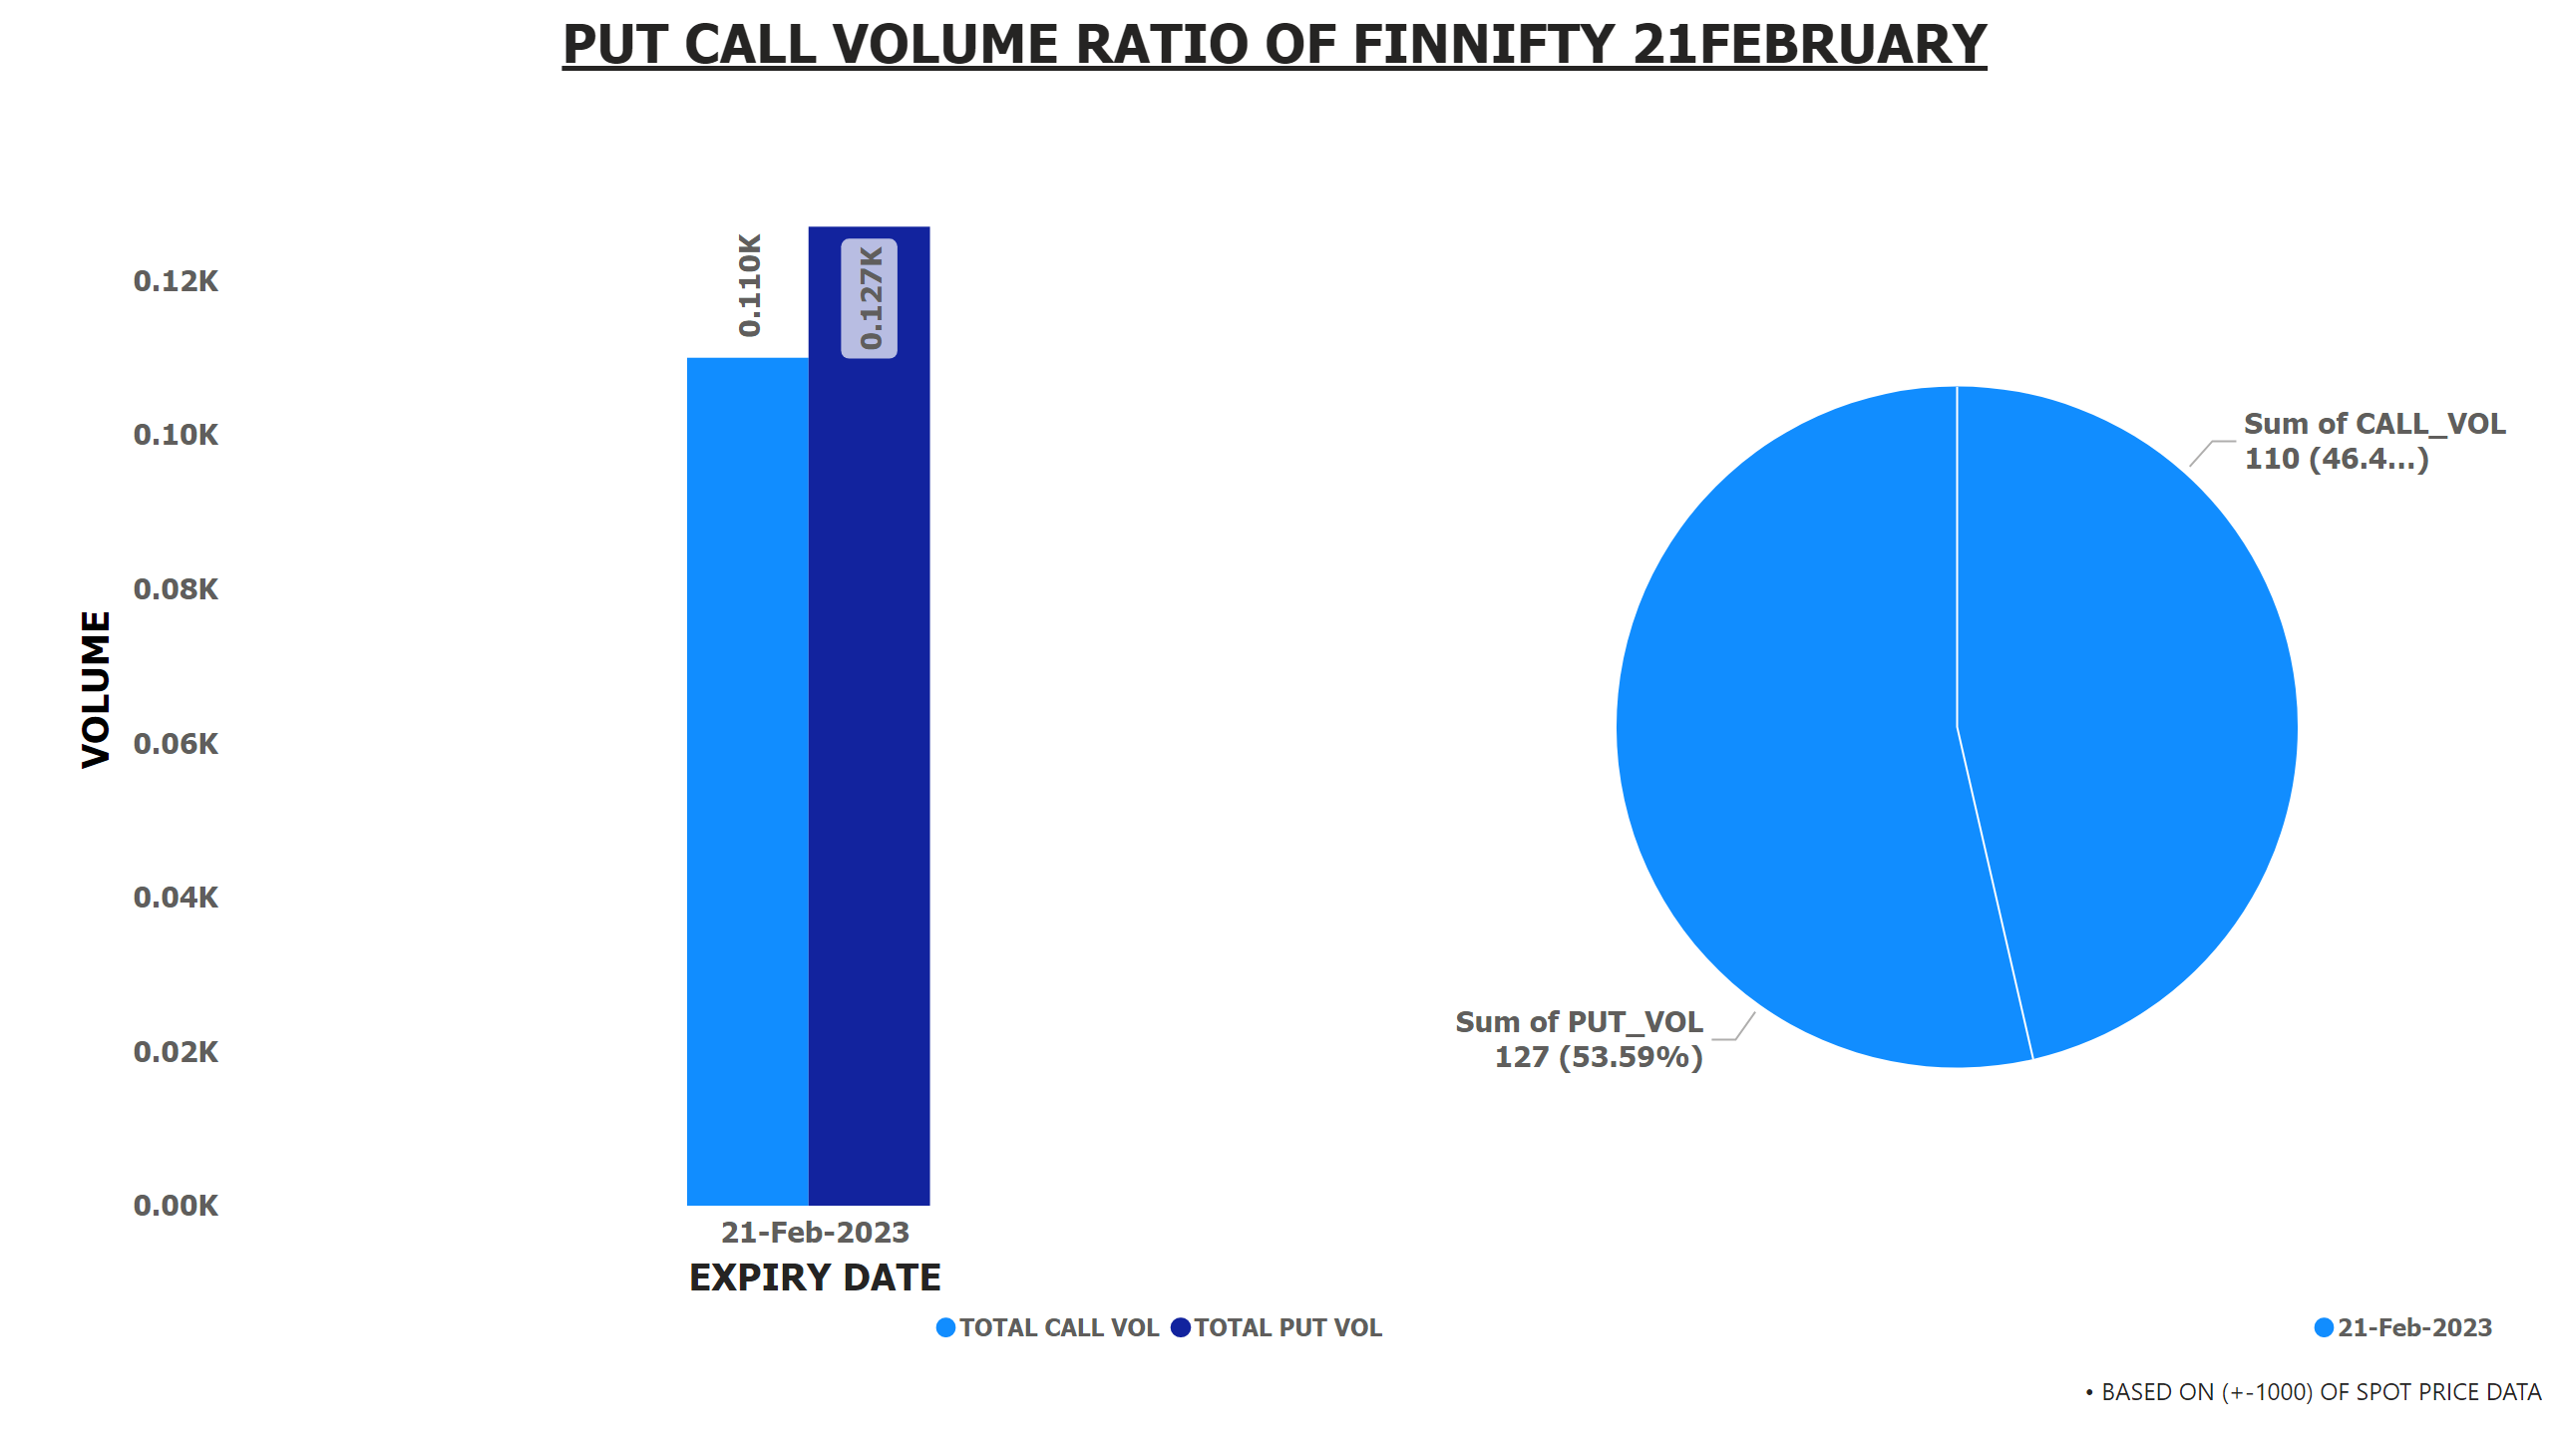 PUT CALL VOLUME RATIO OF FINNIFTY 21FEBRUARY
0.12K
0.10K
0.08K
0.06K
0.04K
0.02K
0.00K
VOLUME
0.110K
0.127K
21-Feb-2023
EXPIRY DATE
TOTAL CALL VOL TOTAL PUT VOL
Sum of CALL_VOL
110 (46.4...)
Sum of PUT_VOL
127 (53.59%)
21-Feb-2023
• BASED ON (+-1000) OF SPOT PRICE DATA